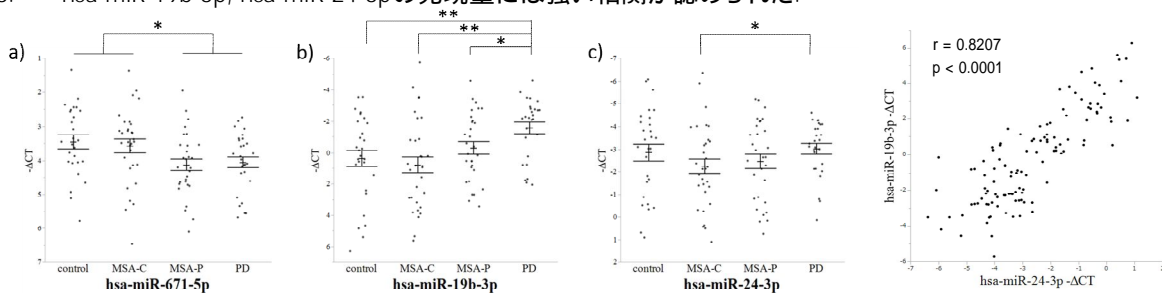 hsa-miR-19b-3p, hsa-miR-24-3pの発現量には強い相関が認められた.
a)
*
1
2
3
4
5
6
7
-ΔCT
control MSA-C MSA-P PD
hsa-miR-671-5p
b)
**
**
*
-6
-4
-2
0
2
4
6
-ΔCT
control MSA-C MSA-P PD
hsa-miR-19b-3p
c)
*
-7
-6
-5
-4
-3
-2
-1
0
1
2
-ΔCT
control MSA-C MSA-P PD
hsa-miR-24-3p
r = 0.8207
p < 0.0001
hsa-miR-19b-3p -ΔCT
6
4
2
0
-2
-4
-6
-7 -6 -5 -4 -3 -2 -1 0 1 2
hsa-miR-24-3p -ΔCT